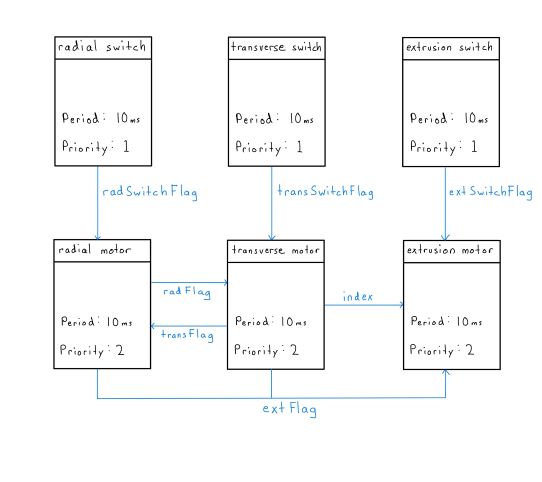 radial switch
transverse switch
extrusion switch
Period: 10ms
Period: 10ms
Period: 10ms
Priority: 1
Priority: 1
Priority: 1
radSwitchFlag
transSwitchFlag
extSwitchFlag
radial motor
transverse motor
extrusion motor
radFlag
index
transFlag
Period: 10ms
Period: 10ms
Period: 10ms
Priority: 2
Priority: 2
Priority: 2
extFlag